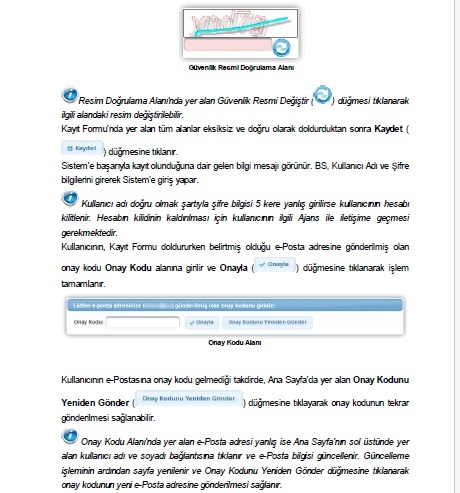 Güvenlik Resmi Doğrulama Alanı
Resim Doğrulama Alanı'nda yer alan Güvenlik Resmi Değiştir ( ) düğmesi tıklanarak
ilgili alandaki resim değiştirilebilir.
Kayıt Formu'nda yer alan tüm alanlar eksiksiz ve doğru olarak doldurduktan sonra Kaydet (
Kaydet ) düğmesine tıklanır.
Sistem'e başarıyla kayıt olunduğuna dair gelen bilgi mesajı görünür. BS, Kullanıcı Adı ve Şifre
bilgilerini girerek Sistem'e giriş yapar.
Kullanıcı adı doğru olmak şartıyla şifre bilgisi 5 kere yanlış girilirse kullanıcının hesabı
kilitlenir. Hesabın kilidinin kaldırılması için kullanıcının ilgili Ajans ile iletişime geçmesi
gerekmektedir.
Kullanıcının, Kayıt Formu doldururken belirtmiş olduğu e-Posta adresine gönderilmiş olan
onay kodu Onay Kodu alanına girilir ve Onayla ( Onayla ) düğmesine tıklanarak işlem
tamamlanır.
Lütfen e-posta adresinize ( ) gönderilmiş olan onay kodunu giriniz:
Onay Kodu: Onayla Onay Kodunu Yeniden Gönder
Onay Kodu Alanı
Kullanıcının e-Postasına onay kodu gelmediği takdirde, Ana Sayfa'da yer alan Onay Kodunu
Yeniden Gönder ( Onay Kodunu Yeniden Gönder ) düğmesine tıklayarak onay kodunun tekrar
gönderilmesi sağlanabilir.
Onay Kodu Alanı'nda yer alan e-Posta adresi yanlış ise Ana Sayfa'nın sol üstünde yer
alan kullanıcı adı ve soyadı bağlantısına tıklanır ve e-Posta bilgisi güncellenir. Güncelleme
işleminin ardından sayfa yenilenir ve Onay Kodunu Yeniden Gönder düğmesine tıklanarak
onay kodunun yeni e-Posta adresine gönderilmesi sağlanır.